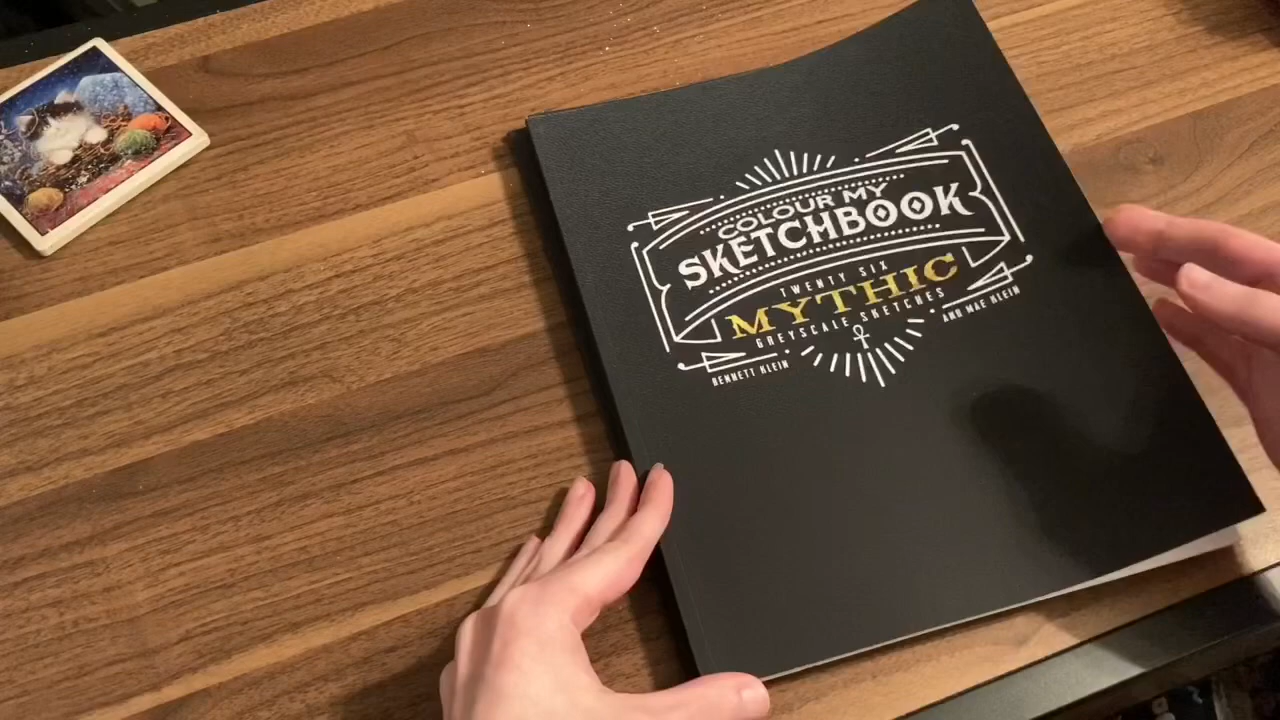 COLOUR MY
SKETCHBOOK
TWENTY SIX
MYTHIC
GREYSCALE SKETCHES
BENNETT KLEIN
AND MAE KLEIN